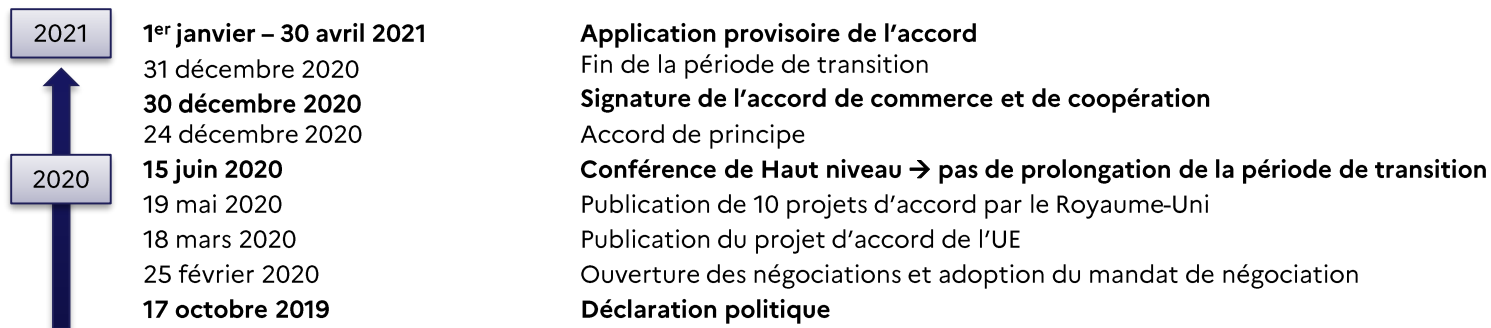 2021
1er janvier – 30 avril 2021 Application provisoire de l’accord
31 décembre 2020 Fin de la période de transition
30 décembre 2020 Signature de l’accord de commerce et de coopération
24 décembre 2020 Accord de principe
15 juin 2020 Conférence de Haut niveau → pas de prolongation de la période de transition
2020
19 mai 2020 Publication de 10 projets d’accord par le Royaume-Uni
18 mars 2020 Publication du projet d’accord de l’UE
25 février 2020 Ouverture des négociations et adoption du mandat de négociation
17 octobre 2019 Déclaration politique